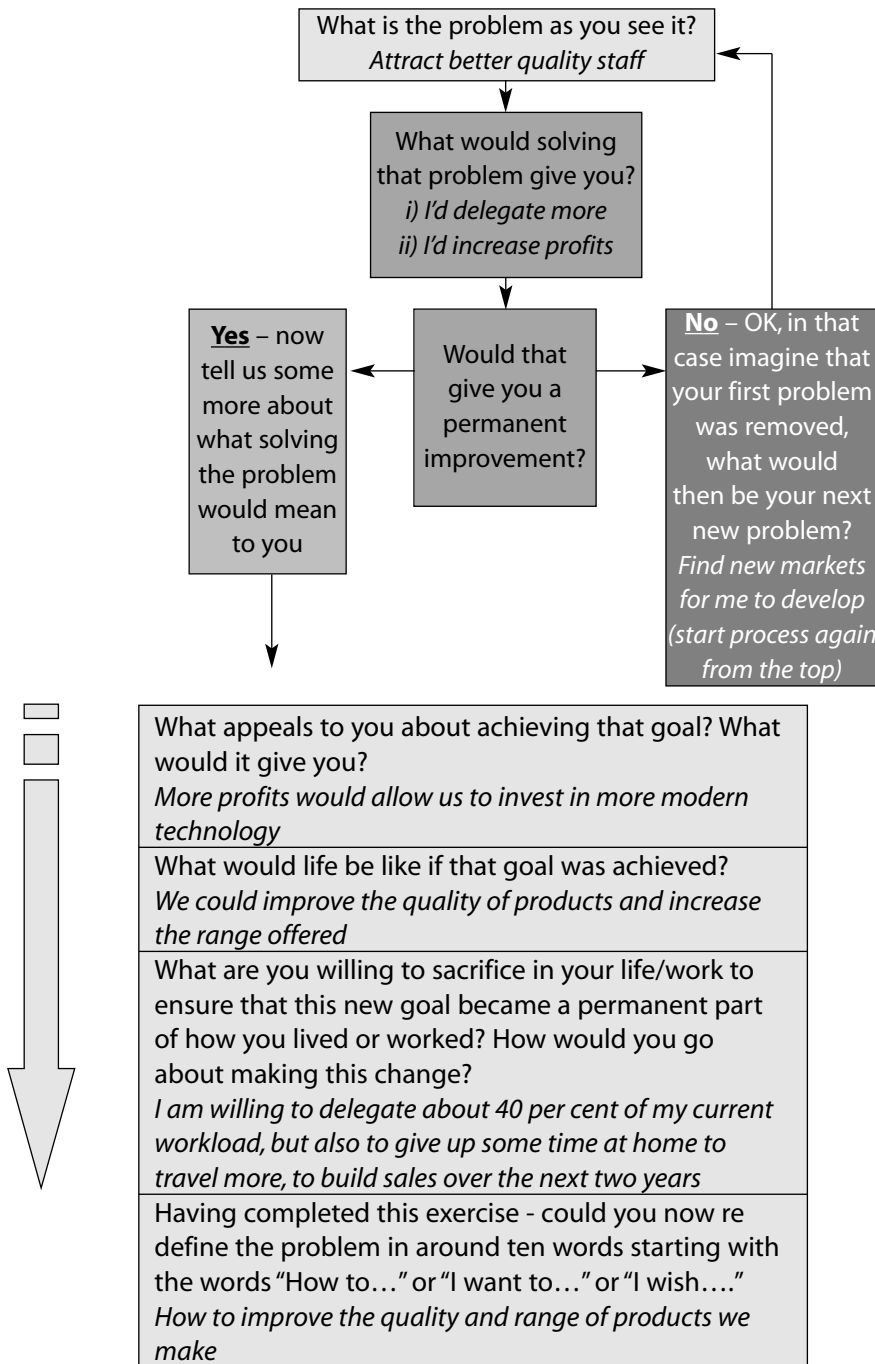 What is the problem as you see it?
Attract better quality staff
What would solving
that problem give you?
i) I’d delegate more
ii) I’d increase profits
Yes – now
tell us some
more about
what solving
the problem
would mean
to you
Would that
give you a
permanent
improvement?
No – OK, in that
case imagine that
your first problem
was removed,
what would
then be your next
new problem?
Find new markets
for me to develop
(start process again
from the top)
What appeals to you about achieving that goal? What
would it give you?
More profits would allow us to invest in more modern
technology
What would life be like if that goal was achieved?
We could improve the quality of products and increase
the range offered
What are you willing to sacrifice in your life/work to
ensure that this new goal became a permanent part
of how you lived or worked? How would you go
about making this change?
I am willing to delegate about 40 per cent of my current
workload, but also to give up some time at home to
travel more, to build sales over the next two years
Having completed this exercise - could you now re
define the problem in around ten words starting with
the words “How to…” or “I want to…” or “I wish….”
How to improve the quality and range of products we
make